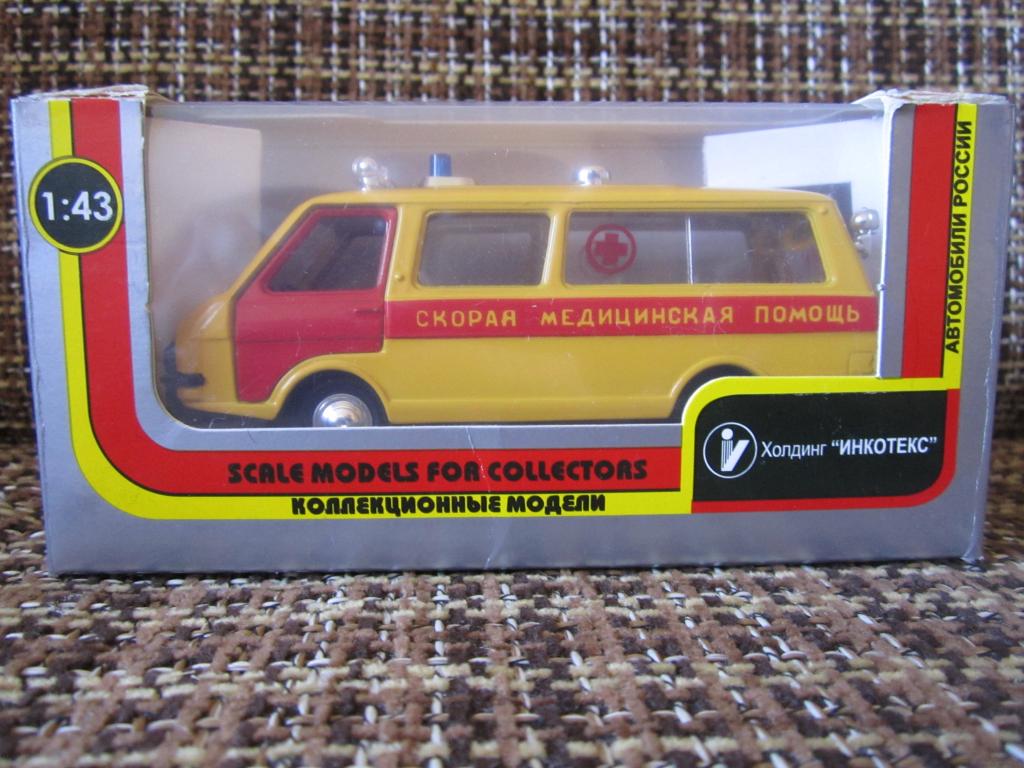 1:43
СКОРАЯ МЕДИЦИНСКАЯ ПОМОЩЬ
АВТОМОБИЛИ РОССИИ
Холдинг "ИНКОТЕКС"
SCALE MODELS FOR COLLECTORS
КОЛЛЕКЦИОННЫЕ МОДЕЛИ